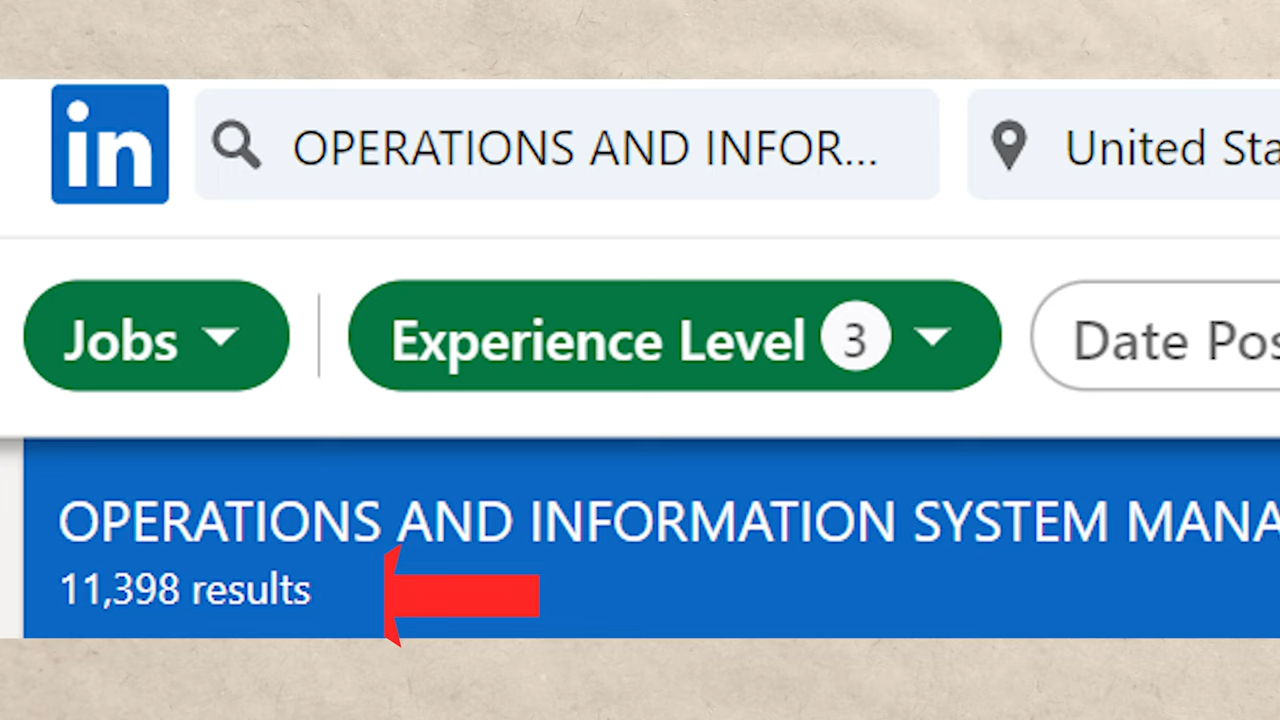 in
OPERATIONS AND INFOR...
United Sta
Jobs
Experience Level 3
Date Pos
OPERATIONS AND INFORMATION SYSTEM MANA
11,398 results